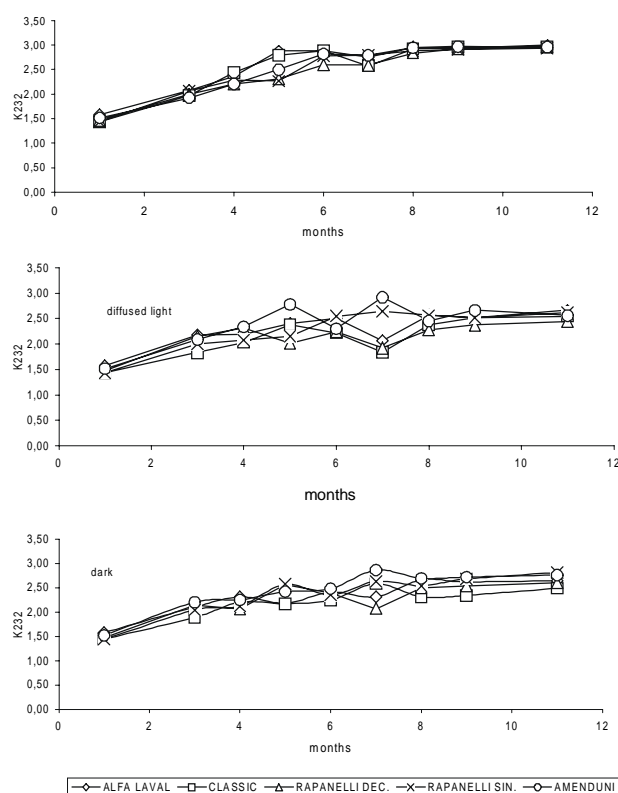 3,50
3,00
2,50
2,00
1,50
1,00
0,50
0,00
K232
0 2 4 6 8 10 12
months
3,50
3,00
2,50
2,00
1,50
1,00
0,50
0,00
K232
diffused light
0 2 4 6 8 10 12
months
3,50
3,00
2,50
2,00
1,50
1,00
0,50
0,00
K232
dark
0 2 4 6 8 10 12
months
ALFA LAVAL CLASSIC RAPANELLI DEC. RAPANELLI SIN. AMENDUNI